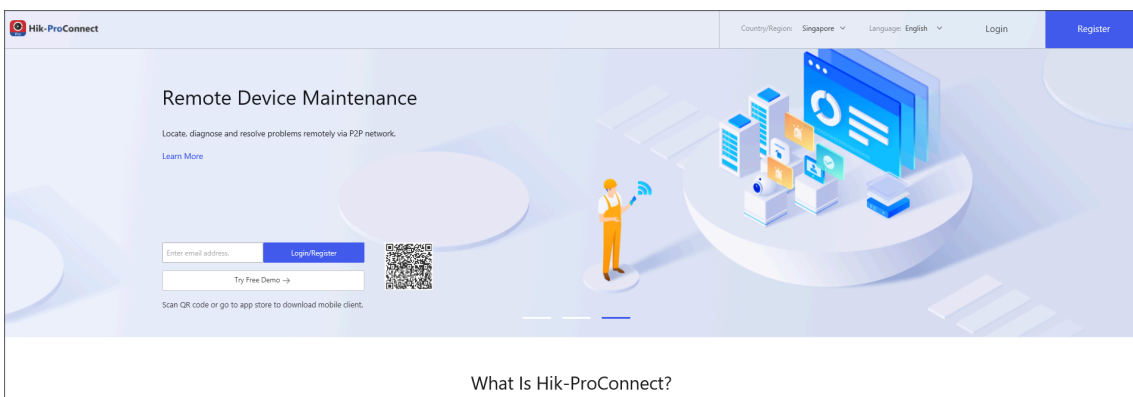 Hik-ProConnect
Country/Region: Singapore Language: English Login Register
Remote Device Maintenance
Locate, diagnose and resolve problems remotely via P2P network.
Learn More
Enter email address. Login/Register
Try Free Demo →
Scan QR code or go to app store to download mobile client.
What Is Hik-ProConnect?